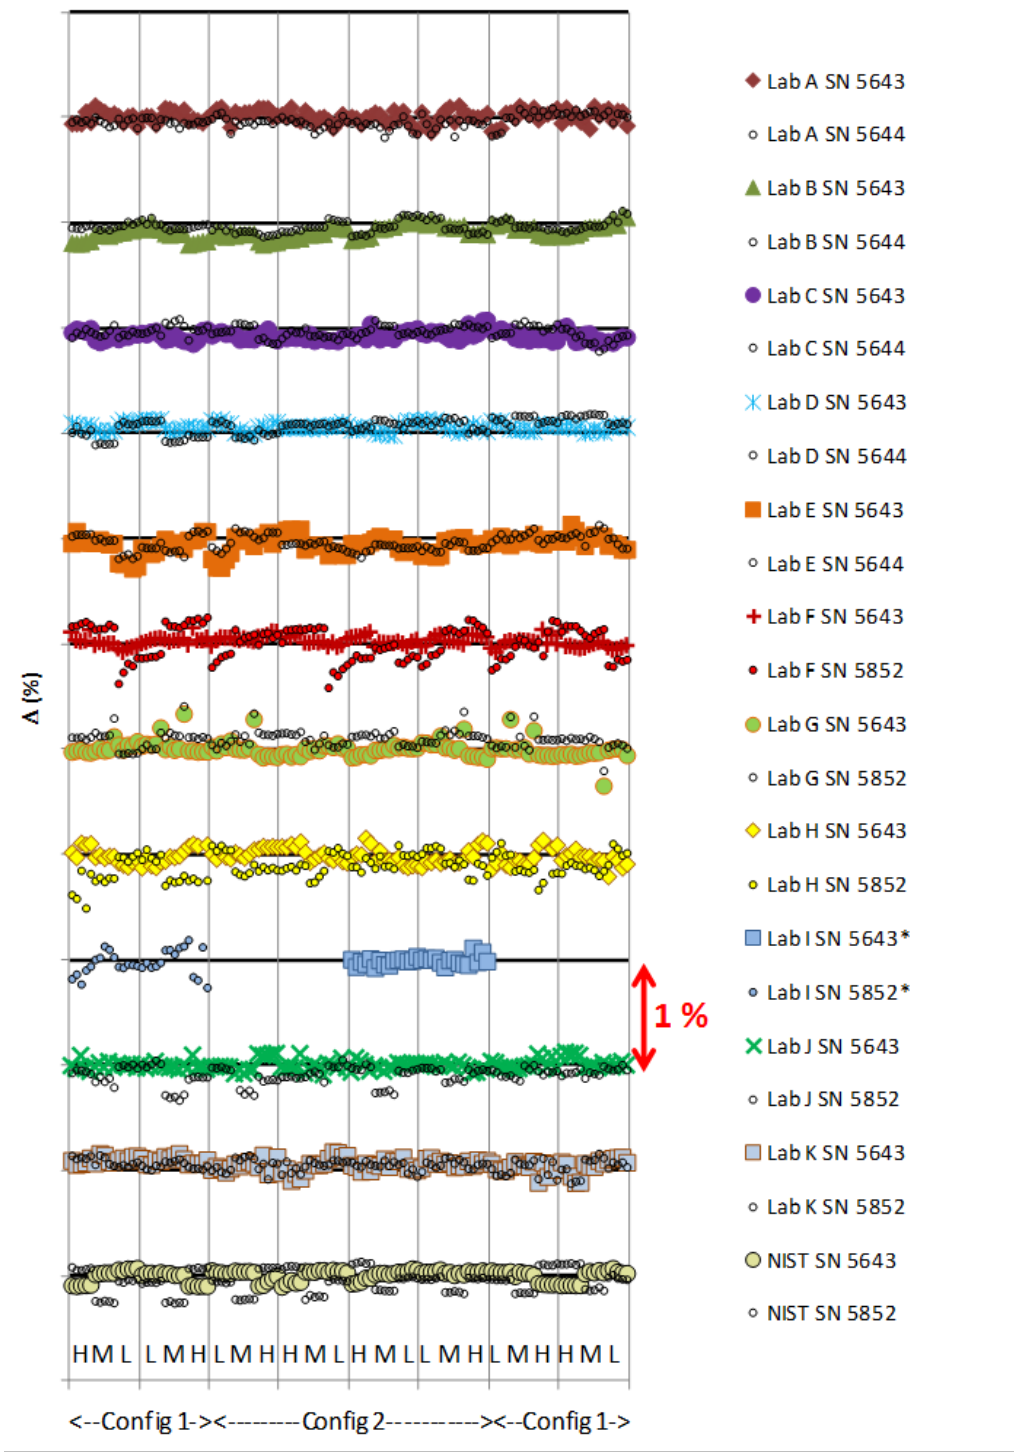 Lab A SN 5643
Lab A SN 5644
Lab B SN 5643
Lab B SN 5644
Lab C SN 5643
Lab C SN 5644
Lab D SN 5643
Lab D SN 5644
Lab E SN 5643
Lab E SN 5644
Lab F SN 5643
Lab F SN 5852
Δ (%)
Lab G SN 5643
Lab G SN 5852
Lab H SN 5643
Lab H SN 5852
Lab I SN 5643*
Lab I SN 5852*
1 %
Lab J SN 5643
Lab J SN 5852
Lab K SN 5643
Lab K SN 5852
NIST SN 5643
NIST SN 5852
H M L L M H L M H H M L H M L L M H L M H H M L
<--Config 1-><---------Config 2-----------><--Config 1->